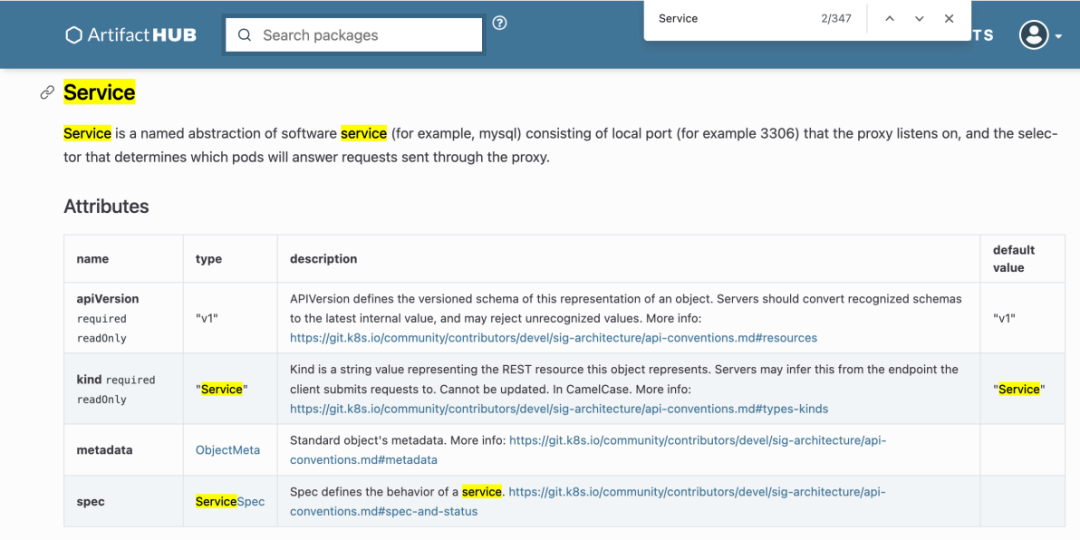 ArtifactHUB
Search packages
?
Service
2/347
TS
Service
Service is a named abstraction of software service (for example, mysql) consisting of local port (for example 3306) that the proxy listens on, and the selec-
tor that determines which pods will answer requests sent through the proxy.
Attributes
name type description default value
apiVersion required readOnly
"v1"
APIVersion defines the versioned schema of this representation of an object. Servers should convert recognized schemas
to the latest internal value, and may reject unrecognized values. More info:
https://git.k8s.io/community/contributors/devel/sig-architecture/api-conventions.md#resources
"v1"
kind required
readOnly
"Service"
Kind is a string value representing the REST resource this object represents. Servers may infer this from the endpoint the
client submits requests to. Cannot be updated. In CamelCase. More info:
https://git.k8s.io/community/contributors/devel/sig-architecture/api-conventions.md#types-kinds
"Service"
metadata
ObjectMeta
Standard object's metadata. More info: https://git.k8s.io/community/contributors/devel/sig-architecture/api-
conventions.md#metadata
spec
ServiceSpec
Spec defines the behavior of a service. https://git.k8s.io/community/contributors/devel/sig-architecture/api-
conventions.md#spec-and-status